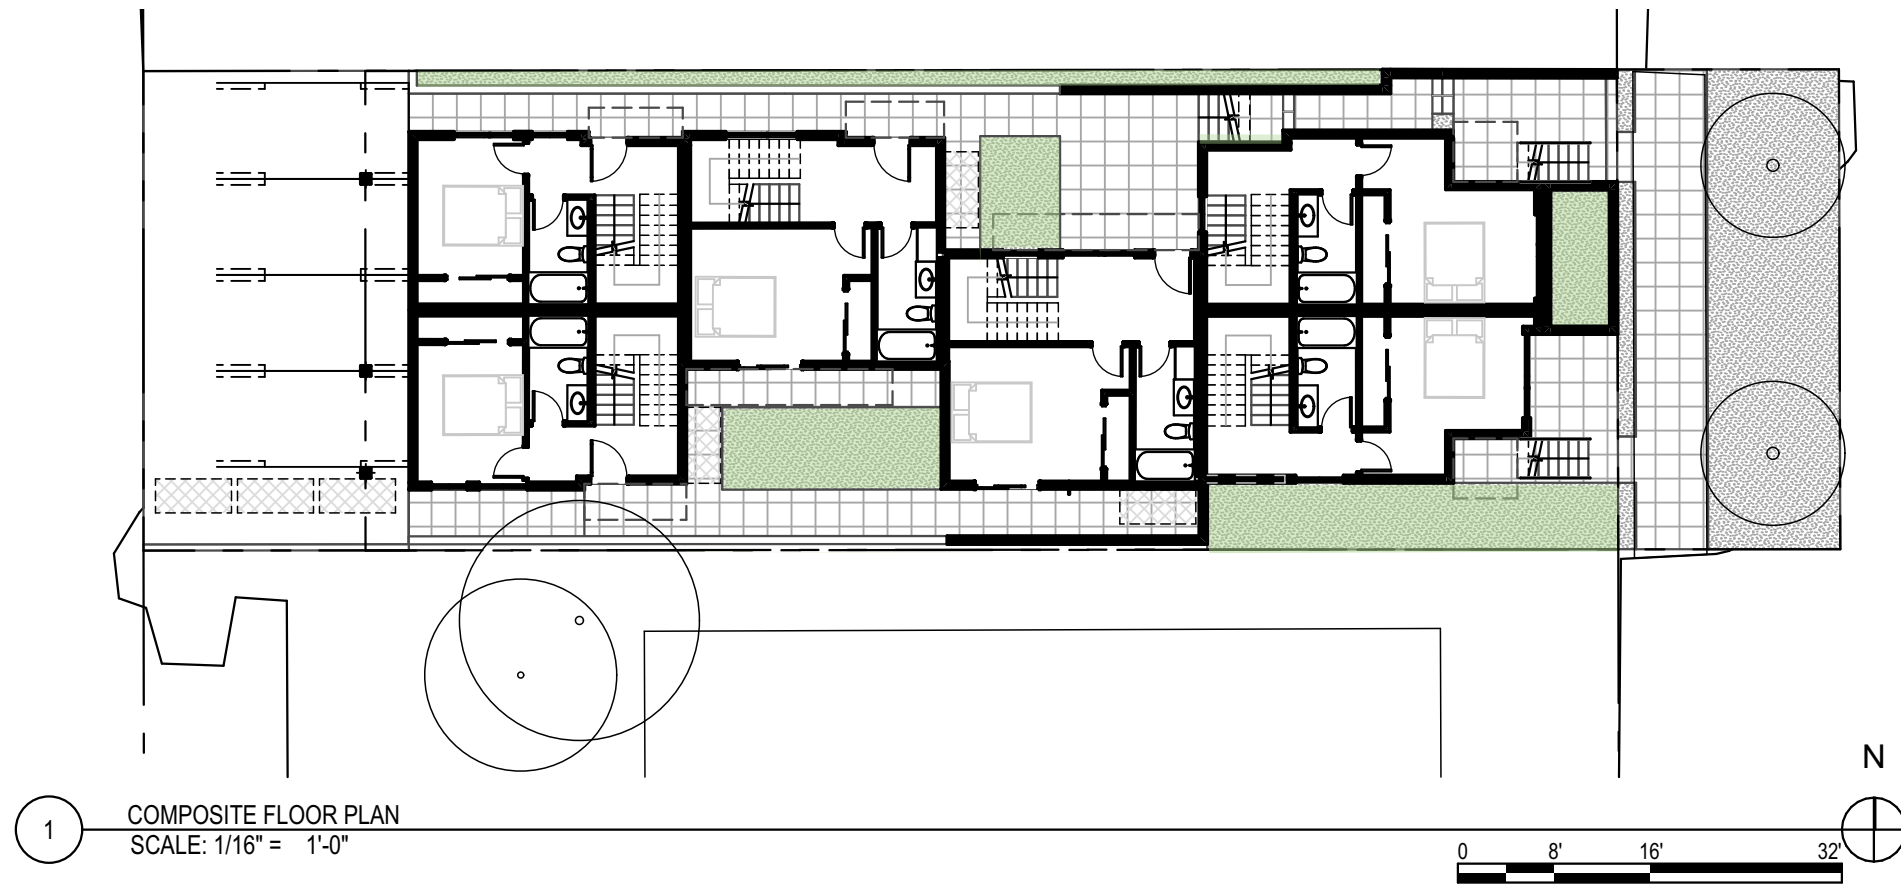 N
1
COMPOSITE FLOOR PLAN
SCALE: 1/16" = 1'-0"
0 8' 16' 32'